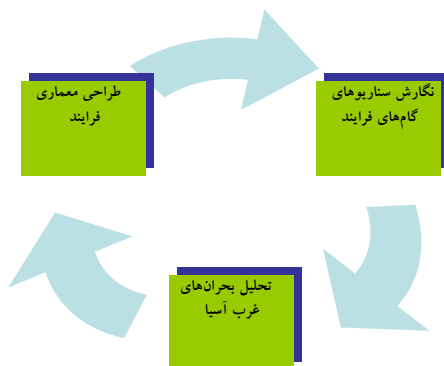 نگارش سناریوهای
گام‌های فرایند
طراحی معماری
فرایند
تحلیل بحران‌های
غرب آسیا